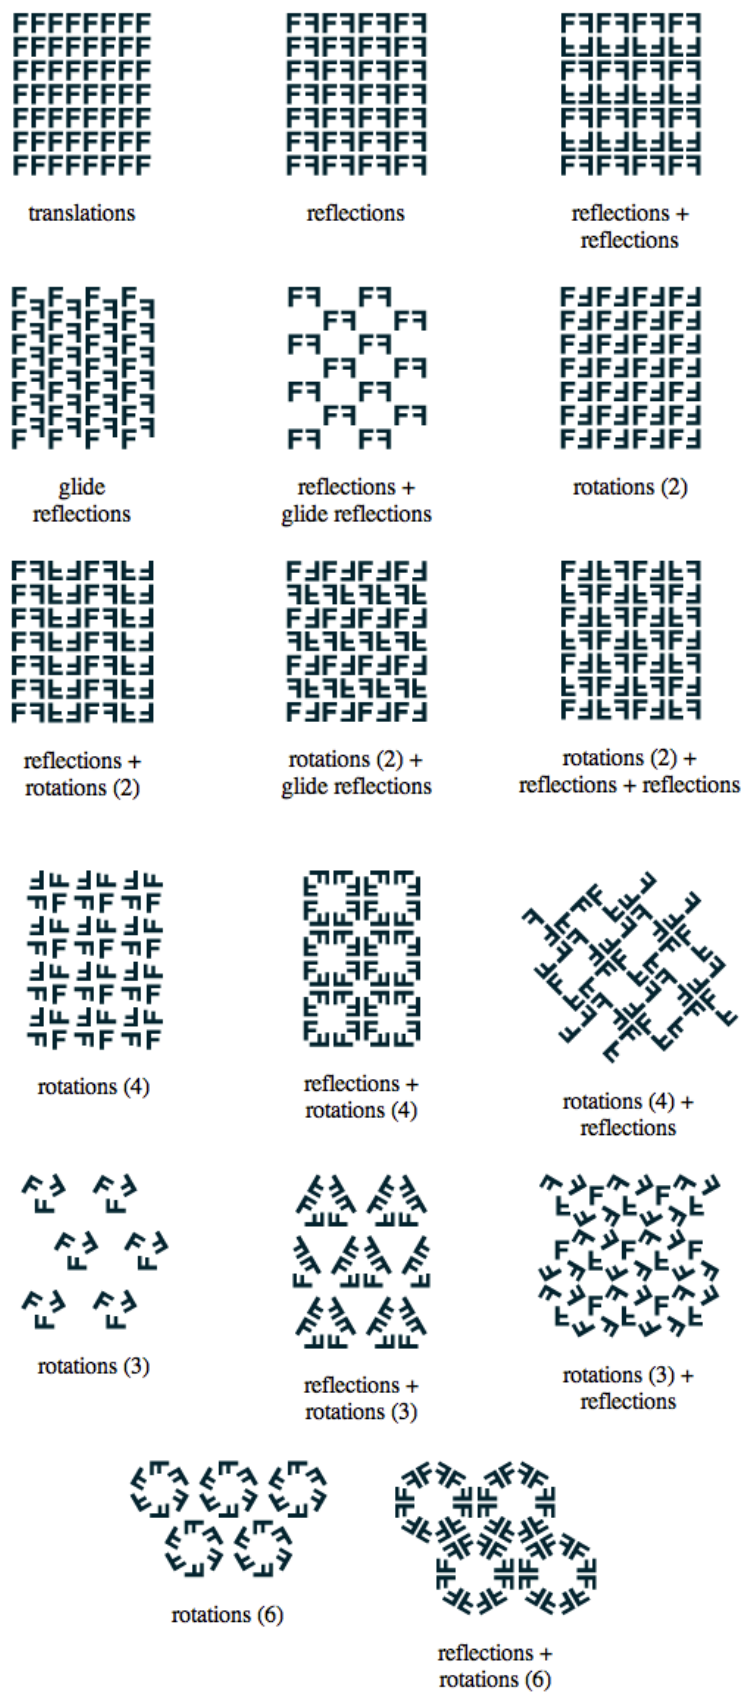 translations
reflections
reflections +
reflections
glide
reflections
reflections +
glide reflections
rotations (2)
reflections +
rotations (2)
rotations (2) +
glide reflections
rotations (2) +
reflections + reflections
rotations (4)
reflections +
rotations (4)
rotations (4) +
reflections
rotations (3)
reflections +
rotations (3)
rotations (3) +
reflections
rotations (6)
reflections +
rotations (6)